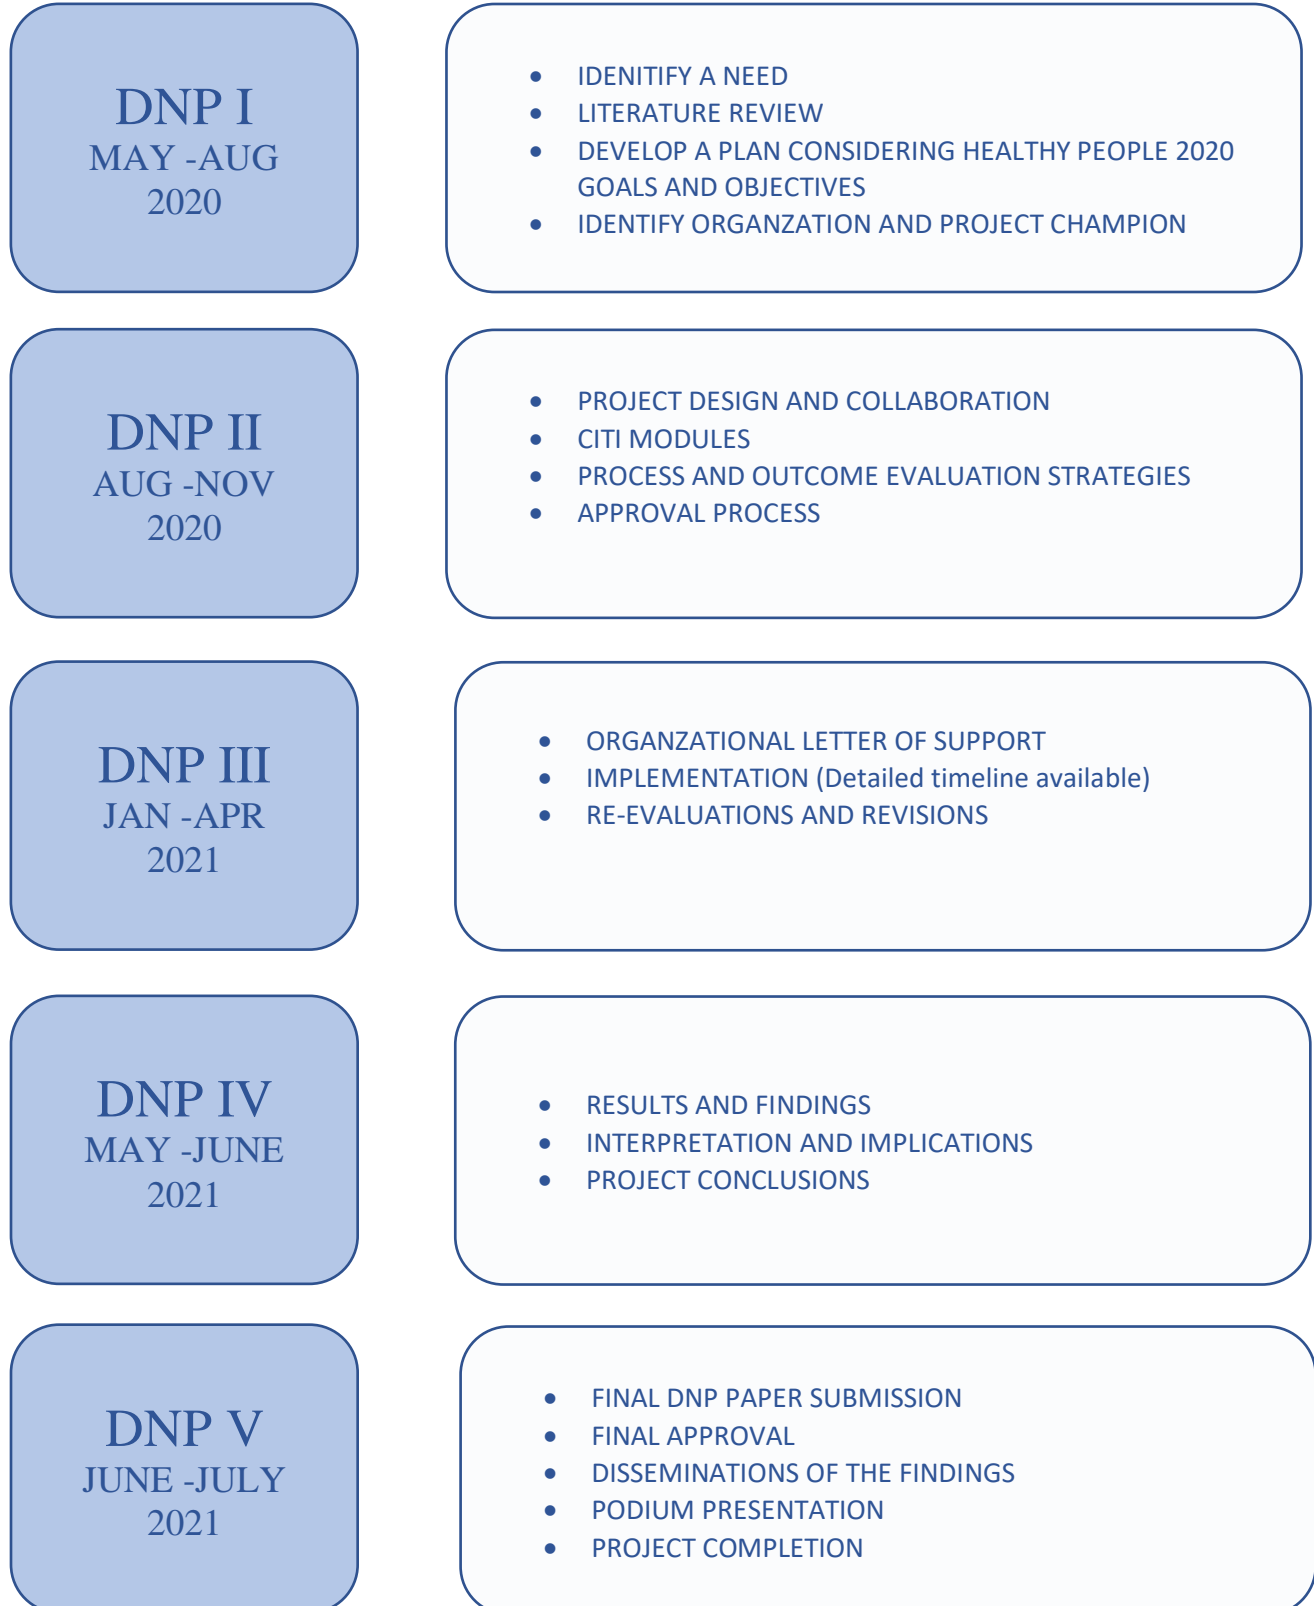 DNP I
MAY -AUG
2020
• IDENITIFY A NEED
• LITERATURE REVIEW
• DEVELOP A PLAN CONSIDERING HEALTHY PEOPLE 2020
GOALS AND OBJECTIVES
• IDENTIFY ORGANZATION AND PROJECT CHAMPION
DNP II
AUG -NOV
2020
• PROJECT DESIGN AND COLLABORATION
• CITI MODULES
• PROCESS AND OUTCOME EVALUATION STRATEGIES
• APPROVAL PROCESS
DNP III
JAN -APR
2021
• ORGANZATIONAL LETTER OF SUPPORT
• IMPLEMENTATION (Detailed timeline available)
• RE-EVALUATIONS AND REVISIONS
DNP IV
MAY -JUNE
2021
• RESULTS AND FINDINGS
• INTERPRETATION AND IMPLICATIONS
• PROJECT CONCLUSIONS
DNP V
JUNE -JULY
2021
• FINAL DNP PAPER SUBMISSION
• FINAL APPROVAL
• DISSEMINATIONS OF THE FINDINGS
• PODIUM PRESENTATION
• PROJECT COMPLETION